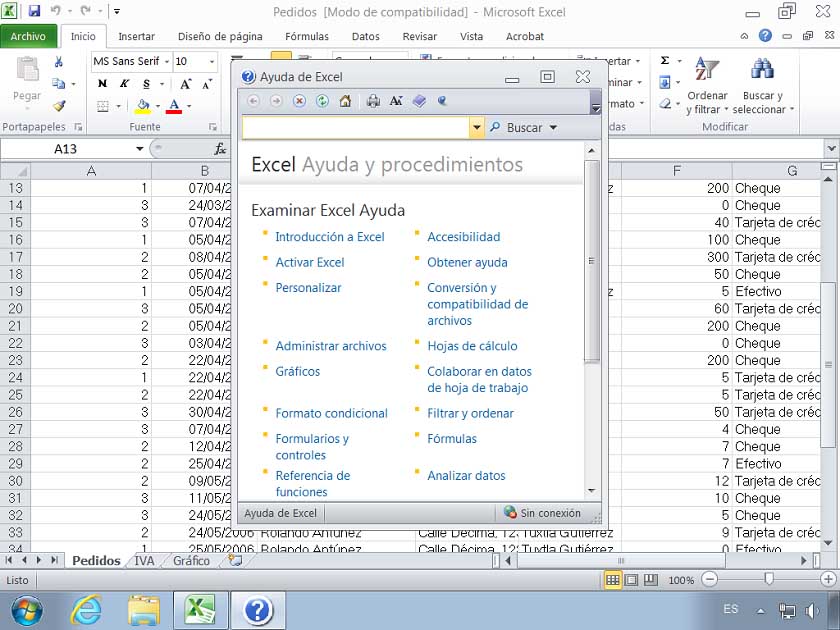 Pedidos [Modo de compatibilidad] - Microsoft Excel
Archivo Inicio Insertar Diseño de página Fórmulas Datos Revisar Vista Acrobat
MS Sans Serif 10
Pegar
N K S A A
A
Ordenar y filtrar
Buscar y seleccionar
Portapapeles Fuente Modificar
A13 fx
Ayuda de Excel
Buscar
Excel Ayuda y procedimientos
Examinar Excel Ayuda
Introducción a Excel Accesibilidad
Activar Excel Obtener ayuda
Personalizar Conversión y
compatibilidad de
archivos
Administrar archivos Hojas de cálculo
Gráficos Colaborar en datos
de hoja de trabajo
Formato condicional Filtrar y ordenar
Formularios y Fórmulas
controles
Referencia de Analizar datos
funciones
Ayuda de Excel Sin conexión
A B F G
13 1 07/04/2 200 Cheque
14 3 24/03/2 0 Cheque
15 3 07/04/2 40 Tarjeta de créc
16 1 05/04/2 100 Cheque
17 2 08/04/2 300 Tarjeta de créc
18 2 05/04/2 50 Cheque
19 1 05/04/2 5 Efectivo
20 3 05/04/2 60 Tarjeta de créc
21 2 05/04/2 200 Cheque
22 3 03/04/2 0 Cheque
23 2 22/04/2 200 Cheque
24 1 22/04/2 5 Tarjeta de créc
25 2 22/04/2 5 Tarjeta de créc
26 3 30/04/2 50 Tarjeta de créc
27 3 07/04/2 4 Cheque
28 2 12/04/2 7 Cheque
29 2 25/04/2 7 Efectivo
30 2 09/05/2 12 Tarjeta de créc
31 3 11/05/2 10 Cheque
32 3 24/05/2 5 Cheque
33 2 24/05/2006 Rolando Antúnez Calle Décima, 12: Tuxtla Gutiérrez 9 Tarjeta de créc
34 1 25/05/2006 Rolando Antúnez Calle Décima, 12: Tuxtla Gutiérrez 0 Efectivo
Pedidos IVA Gráfico
Listo 100%
ES